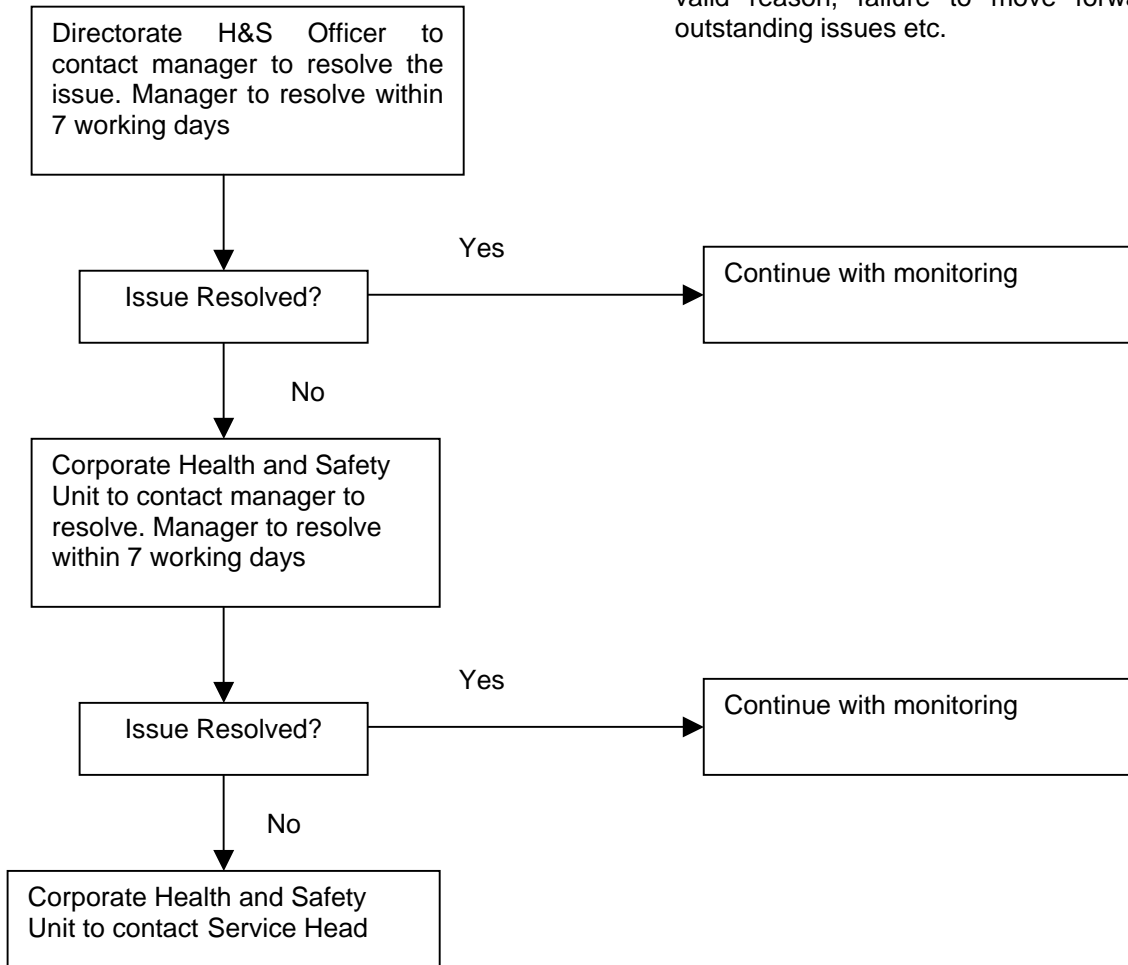 valid reason, failure to move forwa
outstanding issues etc.
Directorate H&S Officer to
contact manager to resolve the
issue. Manager to resolve within
7 working days
Yes
Issue Resolved?
Continue with monitoring
No
Corporate Health and Safety
Unit to contact manager to
resolve. Manager to resolve
within 7 working days
Yes
Issue Resolved?
Continue with monitoring
No
Corporate Health and Safety
Unit to contact Service Head